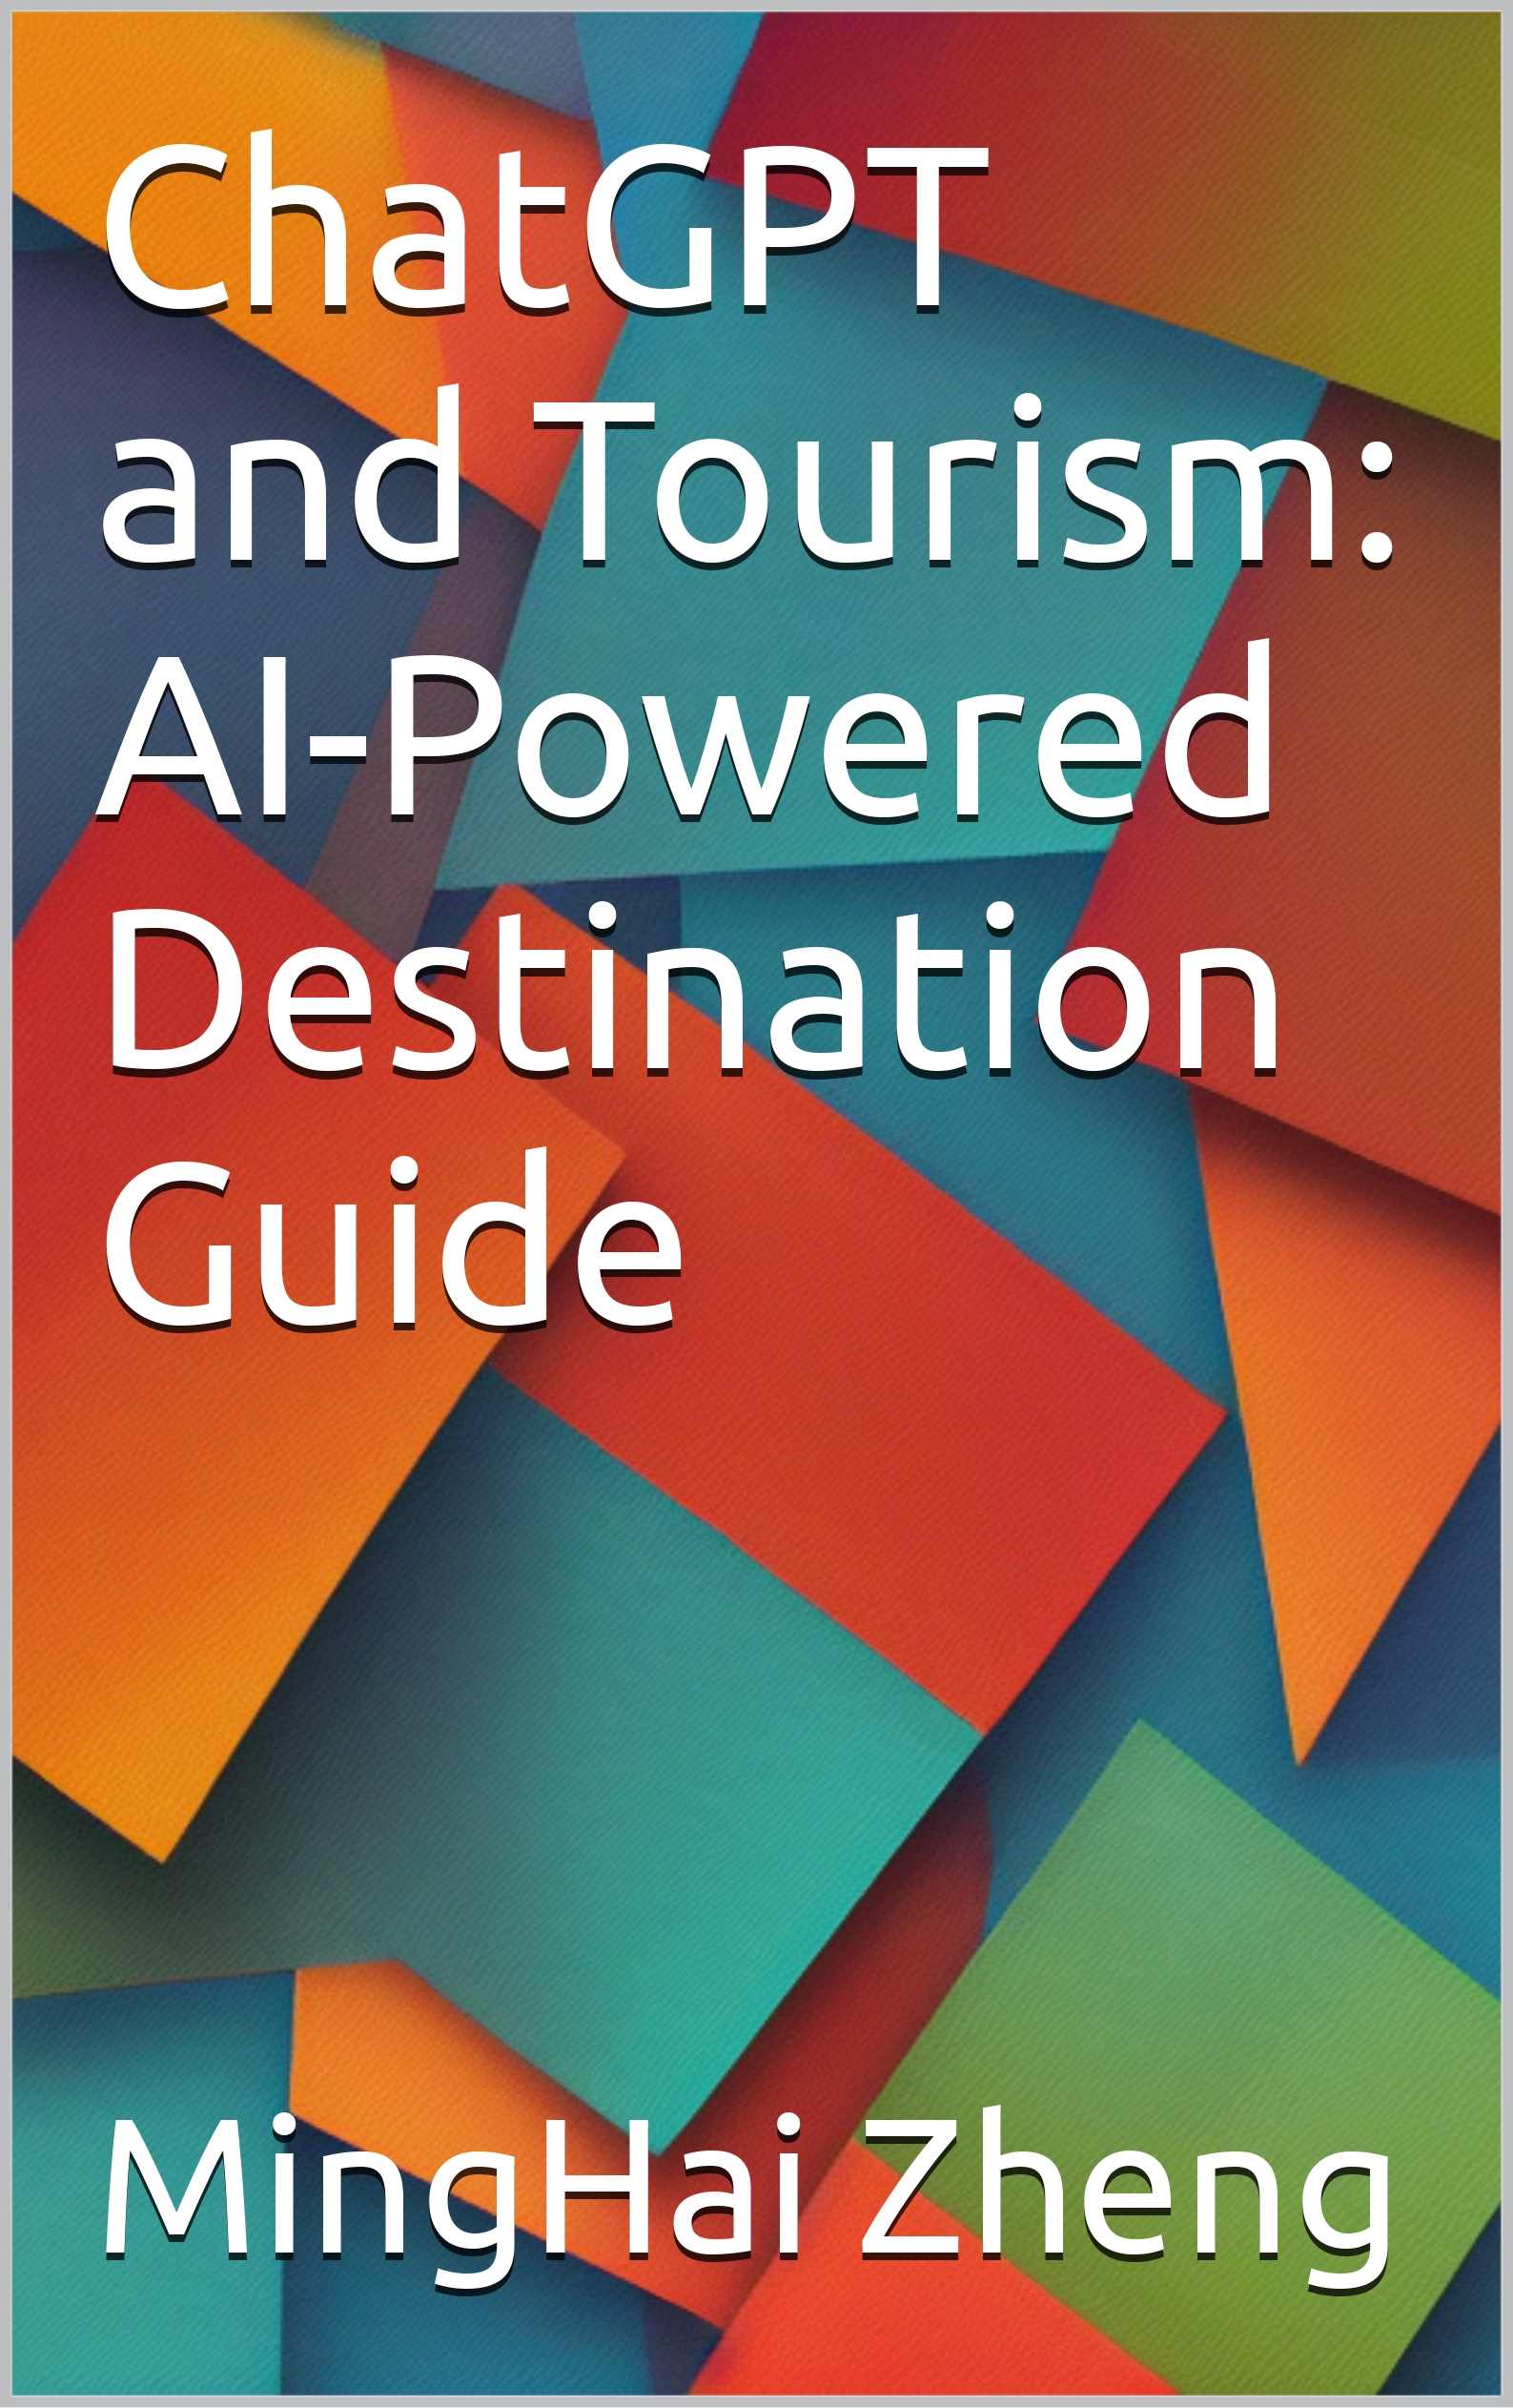 ChatGPT
and Tourism:
AI-Powered
Destination
Guide
MingHai Zheng